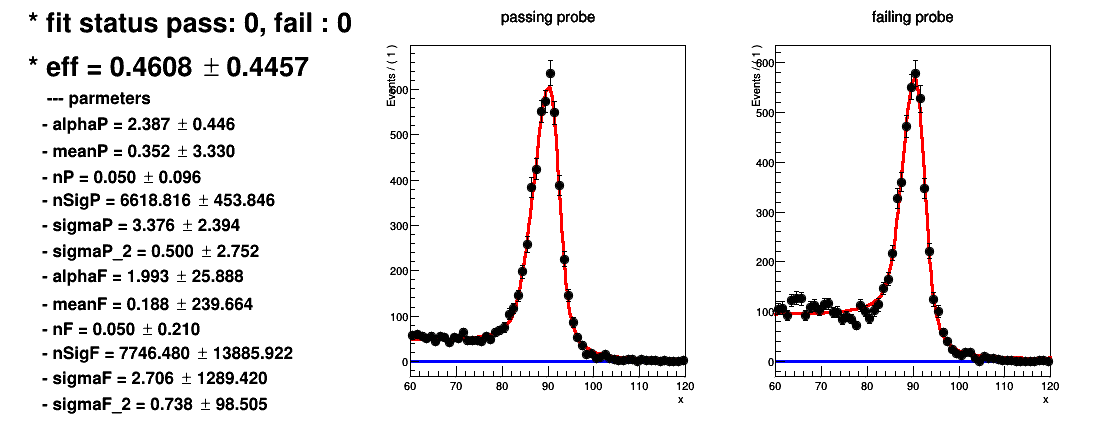 * fit status pass: 0, fail : 0
* eff = 0.4608 ± 0.4457
--- parmeters
- alphaP = 2.387 ± 0.446
- meanP = 0.352 ± 3.330
- nP = 0.050 ± 0.096
- nSigP = 6618.816 ± 453.846
- sigmaP = 3.376 ± 2.394
- sigmaP_2 = 0.500 ± 2.752
- alphaF = 1.993 ± 25.888
- meanF = 0.188 ± 239.664
- nF = 0.050 ± 0.210
- nSigF = 7746.480 ± 13885.922
- sigmaF = 2.706 ± 1289.420
- sigmaF_2 = 0.738 ± 98.505
passing probe
Events / ( 1 )
600
500
400
300
200
100
0
60 70 80 90 100 110 120
x
failing probe
Events / ( 1 )
600
500
400
300
200
100
0
60 70 80 90 100 110 120
x